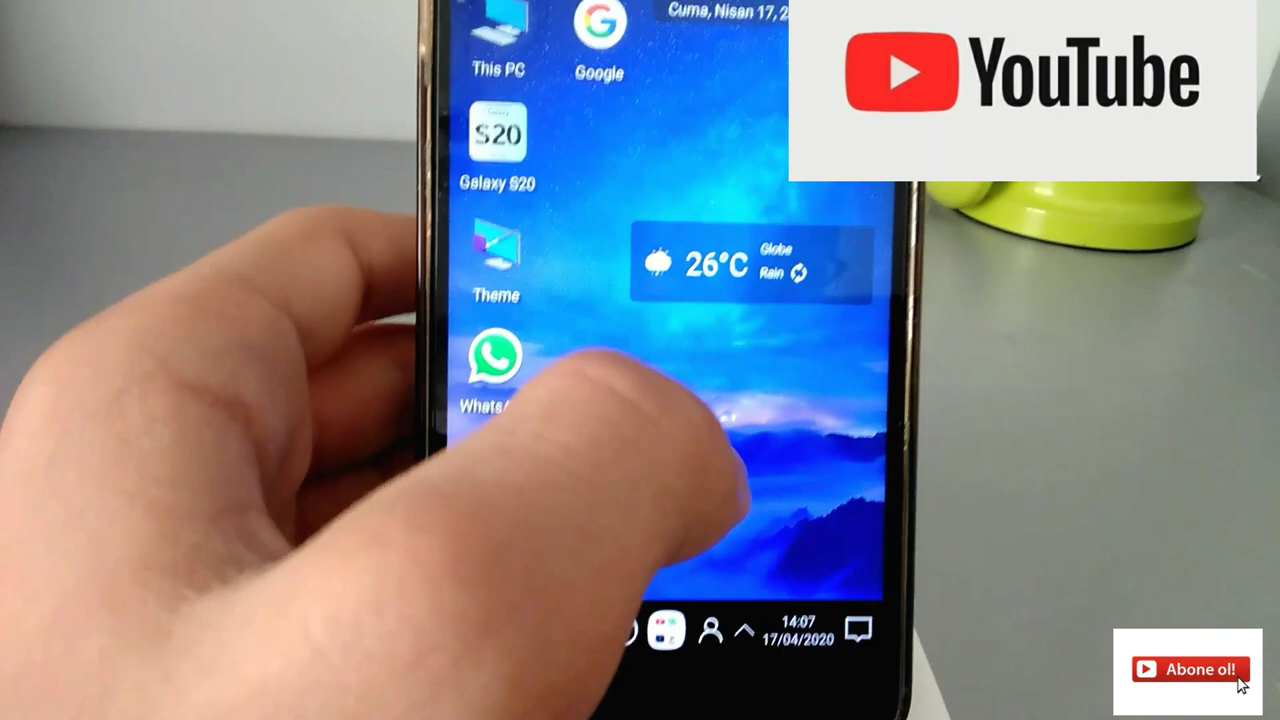 Cuma, Nisan 17, 2
YouTube
This PC
Google
S20
Galaxy S20
Theme
26°C
Globe
Rain
Whats
14:07
17/04/2020
Abone ol!